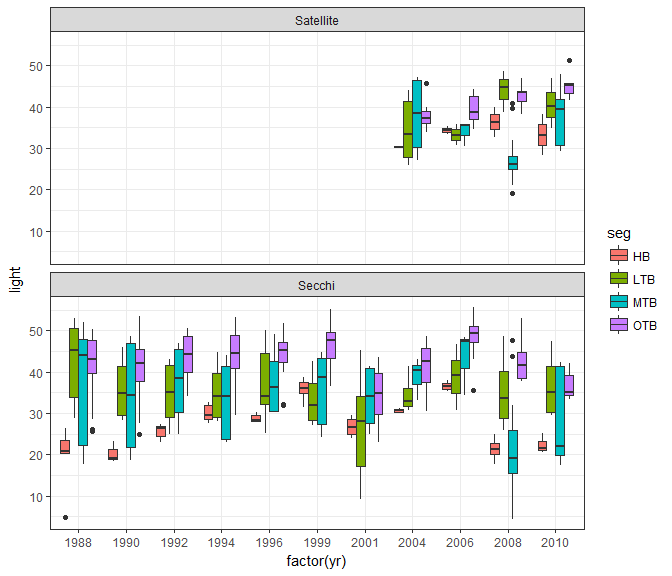 Satellite
50
40
30
20
10
Secchi
50
40
30
20
10
light
1988 1990 1992 1994 1996 1999 2001 2004 2006 2008 2010
factor(yr)
seg
HB
LTB
MTB
OTB